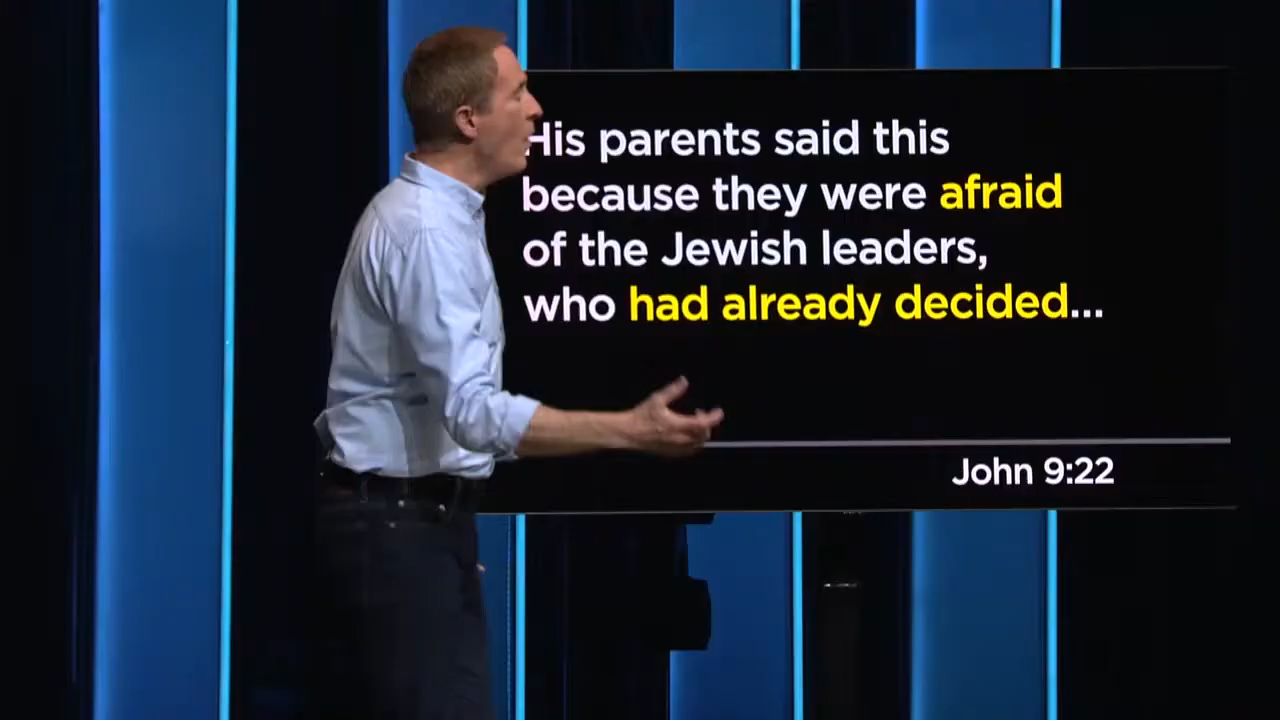 His parents said this
because they were afraid
of the Jewish leaders,
who had already decided...
John 9:22